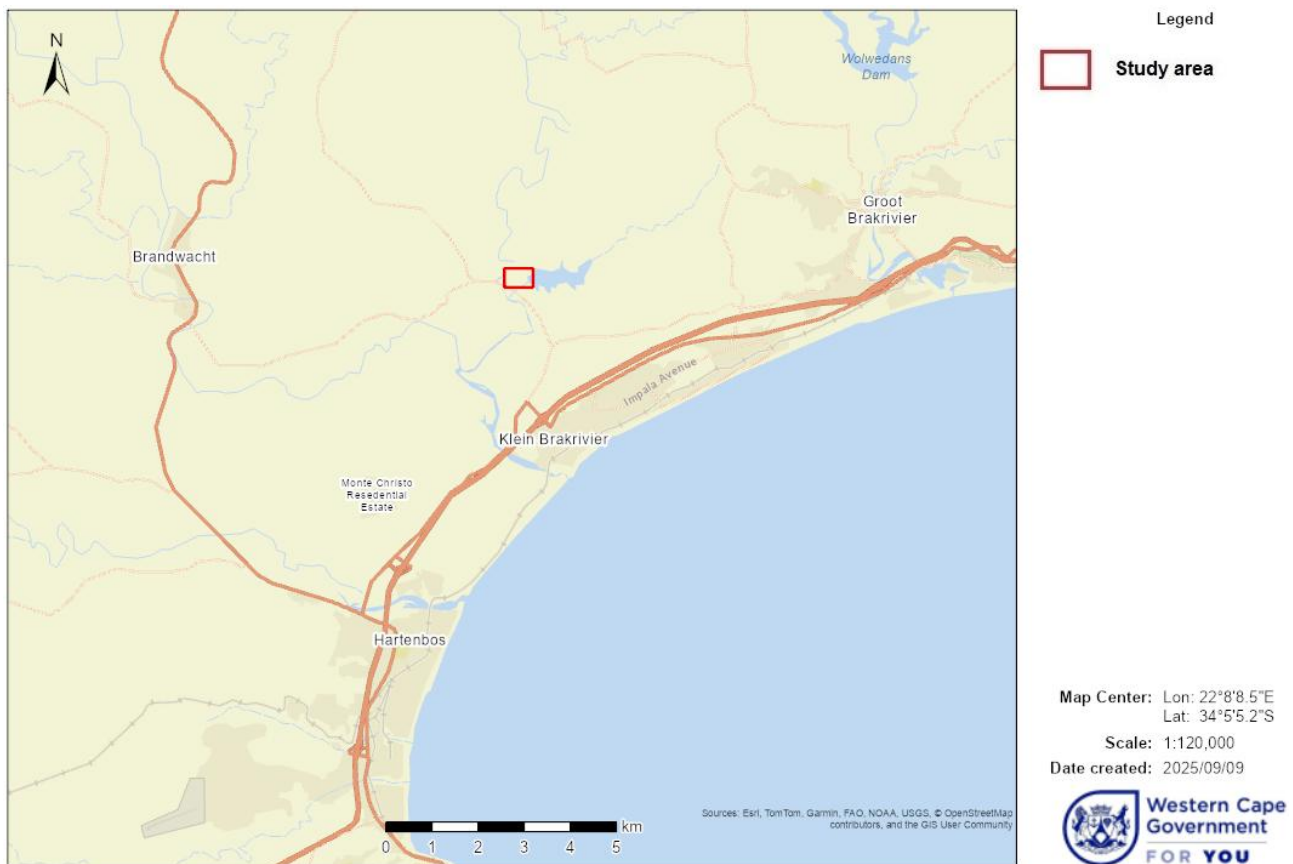 N
Wolwedans
Dam
Groot
Brakrivier
Brandwacht
Impala Avenue
Klein Brakrivier
Monte Christo
Resedential
Estate
Hartenbos
km
0 1 2 3 4 5
Sources: Esri, TomTom, Garmin, FAO, NOAA, USGS, © OpenStreetMap
contributors, and the GIS User Community
Legend
Study area
Map Center: Lon: 22°8'8.5"E
Lat: 34°5'5.2"S
Scale: 1:120,000
Date created: 2025/09/09
Western Cape
Government
FOR YOU